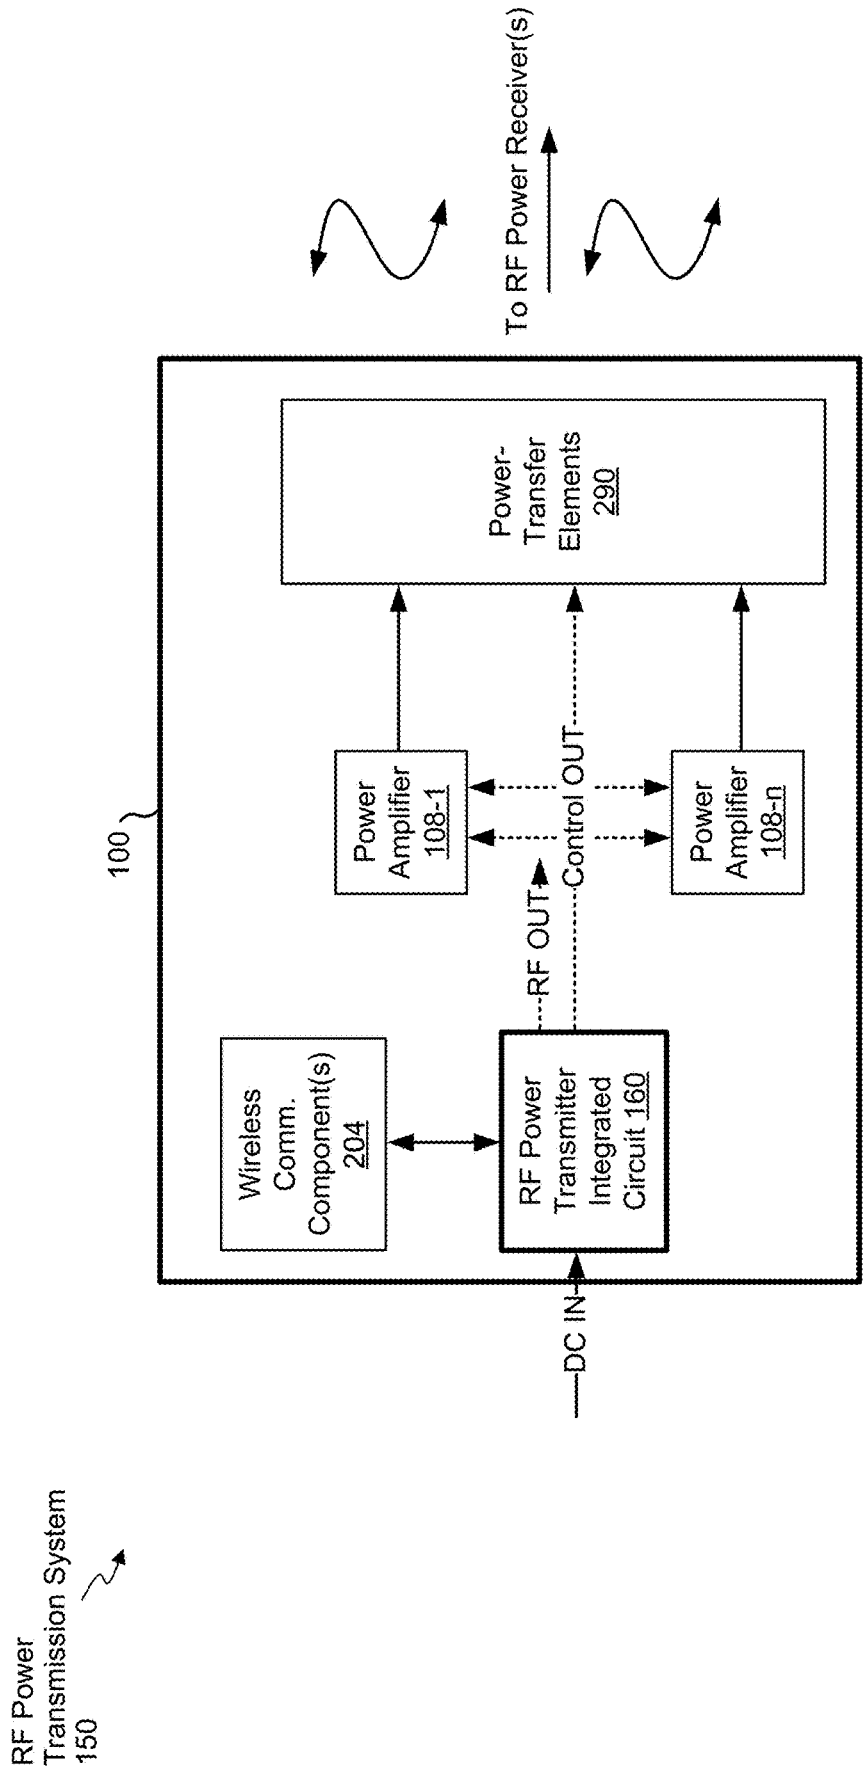 RF Power
Transmission System
150
100
Wireless
Comm.
Component(s)
204
DC IN
RF Power
Transmitter
Integrated
Circuit 160
RF OUT
Control OUT
Power
Amplifier
108-1
Power
Amplifier
108-n
Power-
Transfer
Elements
290
To RF Power Receiver(s)